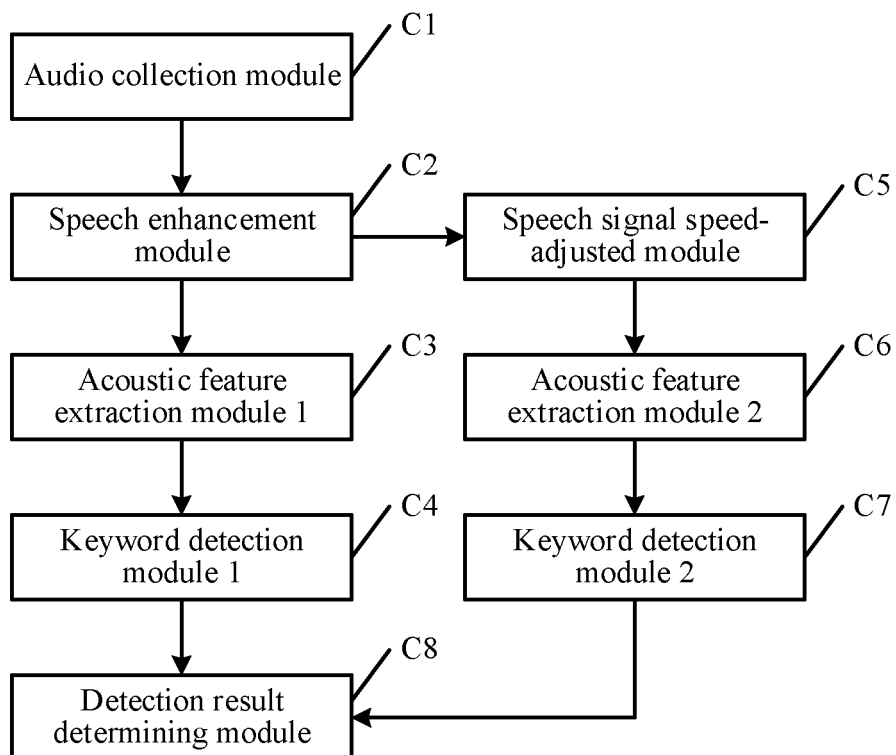 C1
Audio collection module
C2
Speech enhancement
module
C5
Speech signal speed-
adjusted module
C3
Acoustic feature
extraction module 1
C6
Acoustic feature
extraction module 2
C4
Keyword detection
module 1
C7
Keyword detection
module 2
C8
Detection result
determining module